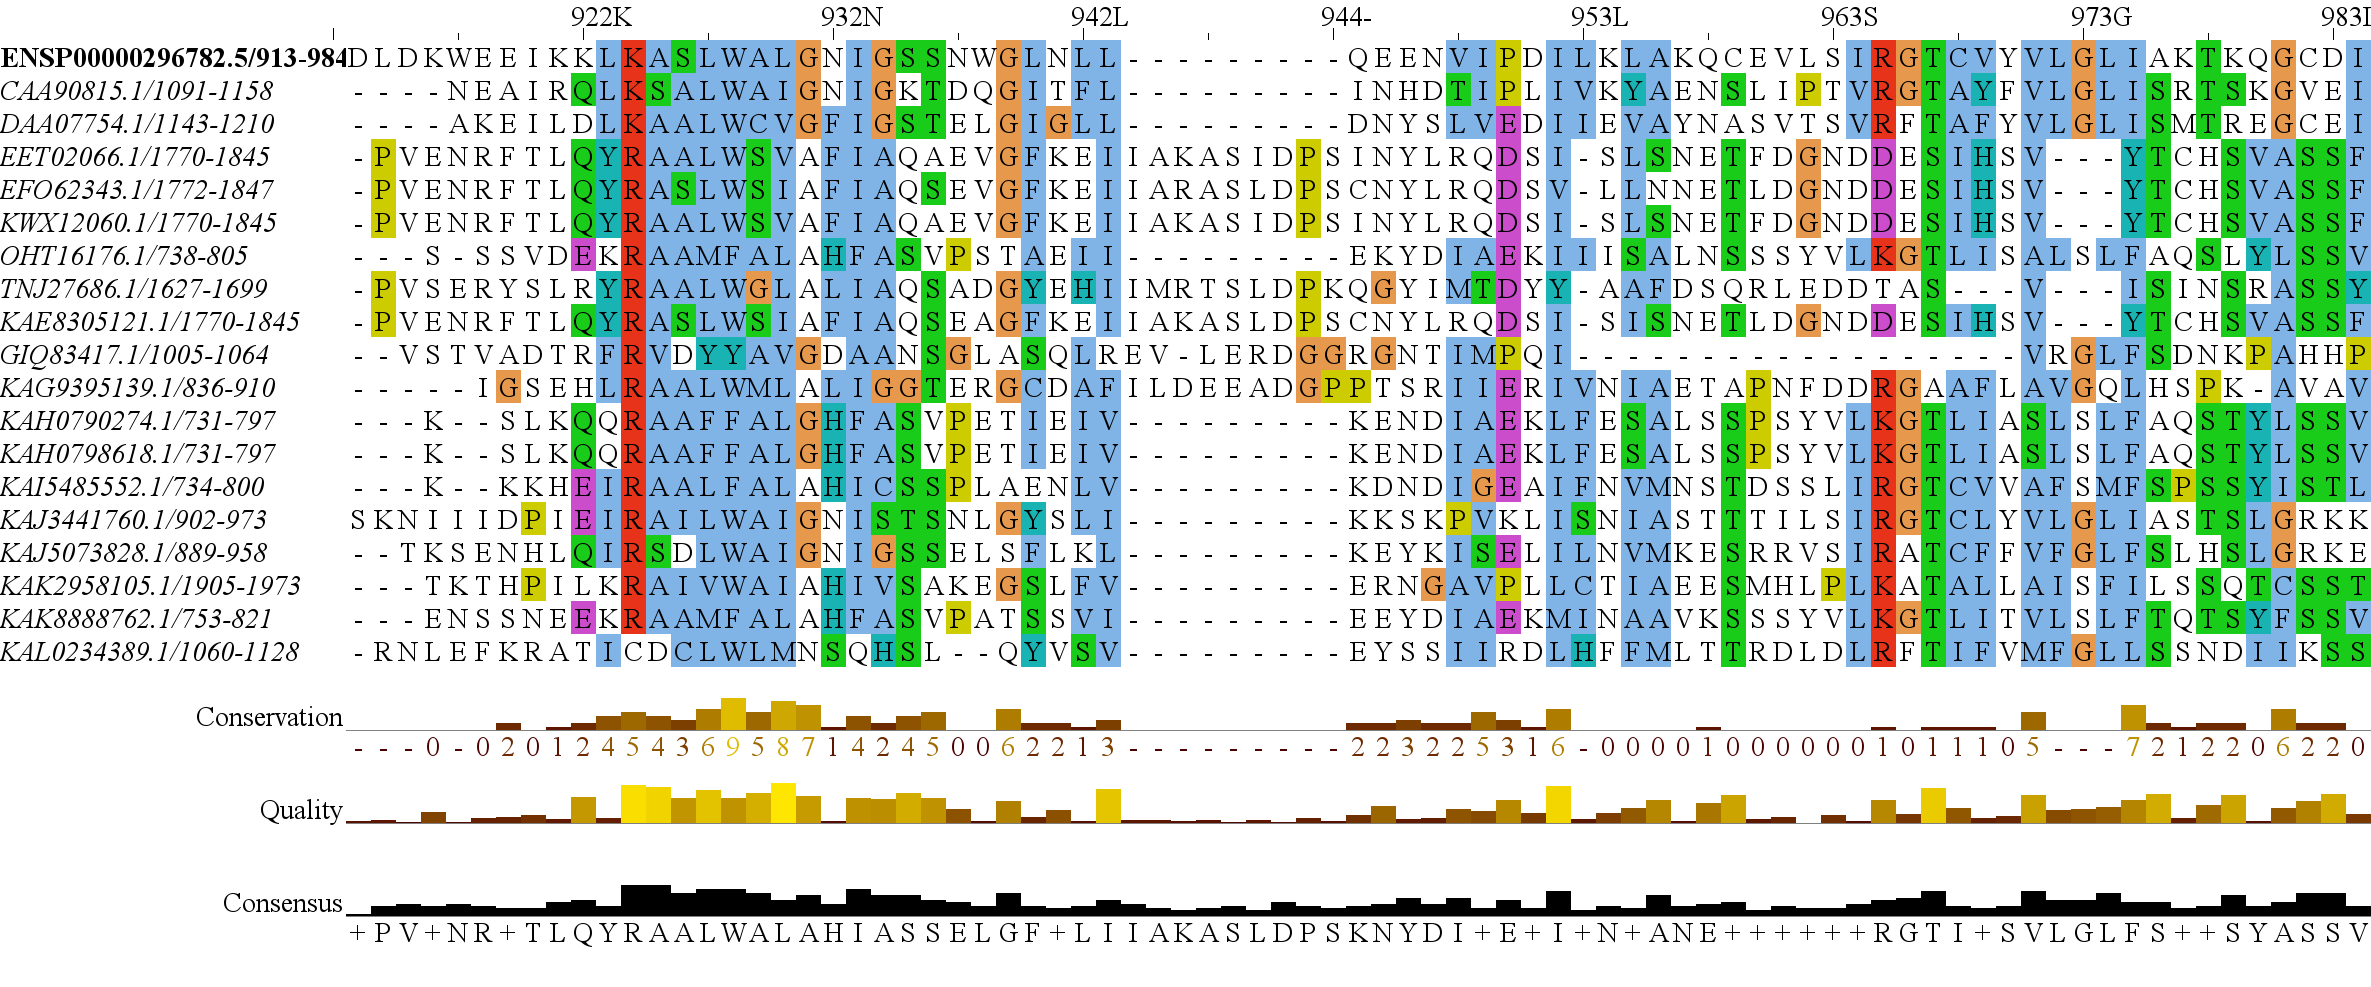 922K 932N 942L 944- 953L 963S 973G 983I
ENSP00000296782.5/913-984 DLDKWEEIKKLKASLWALGNIGSSNWGLNLL---------QEENVIPDILKLAKQCEVLSIRGTCVYVLGLIAKTKQGCDI
CAA90815.1/1091-1158 ----NEAIRQLKSALWAIGNIGKTDQGITFL---------INHDTIPLIVKYAENSLIPTVRGTAYFVLGLISRTSKGVEI
DAA07754.1/1143-1210 ----AKEILDLKAALWCVGFIGSTELGIGLL---------DNYSLVEDIIEVAYNASVTSVRFTAFYVLGLISMTREGCEI
EET02066.1/1770-1845 -PVENRFTLQYRAALWSVAFIAQAEVGFKEIIAKASIDPSINYLRQDSI-SLSNETFDGNDDESIHSV---YTCHSVASSF
EFO62343.1/1772-1847 -PVENRFTLQYRASLWSIAFIAQSEVGFKEIIARASLDPSCNYLRQDSV-LLNNETLDGNDDESIHSV---YTCHSVASSF
KWX12060.1/1770-1845 -PVENRFTLQYRAALWSVAFIAQAEVGFKEIIAKASIDPSINYLRQDSI-SLSNETFDGNDDESIHSV---YTCHSVASSF
OHT16176.1/738-805 ---S-SSVDEKRAAMFALAHFASVPSTAEII---------EKYDIAEKIIISALNSSSYVLKGTLISALSLFAQSLYLSSV
TNJ27686.1/1627-1699 -PVSERYSLRYRAALWGLALIAQSADGYEHIIMRTSLDPKQGYIMTDYY-AAFDSQRLEDDTAS---V---ISINSRASSY
KAE8305121.1/1770-1845 -PVENRFTLQYRASLWSIAFIAQSEAGFKEIIAKASLDPSCNYLRQDSI-SISNETLDGNDDESIHSV---YTCHSVASSF
GIQ83417.1/1005-1064 --VSTVADTRFRVDYYAVGDAANSGLASQLREV-LERDGGRGNTIMPQI------------------VRGLFSDNKPAHHP
KAG9395139.1/836-910 -----IGSEHLRAALWMLALIGGTERGCDAFILDEEADGPPTSRIIERIVNIAETAPNFDDRGAAFLAVGQLHSPK-AVAV
KAH0790274.1/731-797 ---K--SLKQQRAAFFALGHFASVPETIEIV---------KENDIAEKLFESALSSPSYVLKGTLIASLSLFAQSTYLSSV
KAH0798618.1/731-797 ---K--SLKQQRAAFFALGHFASVPETIEIV---------KENDIAEKLFESALSSPSYVLKGTLIASLSLFAQSTYLSSV
KAI5485552.1/734-800 ---K--KKHEIRAALFALAHICSSPLAENLV---------KDNDIGEAIFNVMNSTDSSLIRGTCVVAFSMFSPSSYISTL
KAJ3441760.1/902-973 SKNIIIDPIEIRAILWAIGNISTSNLGYSLI---------KKSKPVKLISNIASTTTILSIRGTCLYVLGLIASTSLGRKK
KAJ5073828.1/889-958 --TKSENHLQIRSDLWAIGNIGSSELSFLKL---------KEYKISELILNVMKESRRVSIRATCFFVFGLFSLHSLGRKE
KAK2958105.1/1905-1973 ---TKTHPILKRAIVWAIAHIVSAKEGSLFV---------ERNGAVPLLCTIAEESMHLPLKATALLAISFILSSQTCSST
KAK8888762.1/753-821 ---ENSSNEEKRAAMFALAHFASVPATSSVI---------EEYDIAEKMINAAVKSSSYVLKGTLITVLSLFTQTSYFSSV
KAL0234389.1/1060-1128 -RNLEFKRATICDCLWLMNSQHSL--QYVSV---------EYSSIIRDLHFFMLTTRDLDLRFTIFVMFGLLSSNDIIKSS
Conservation
---0-02012454369587142450062213---------223225316-000010000001011105---7212206220
Quality
Consensus
+PV+NR+TLQYRAALWALAHIASSELGF+LIIAKASLDPSKNYDI+E+I+N+ANE++++++RGTI+SVLGLFS++SYASSV